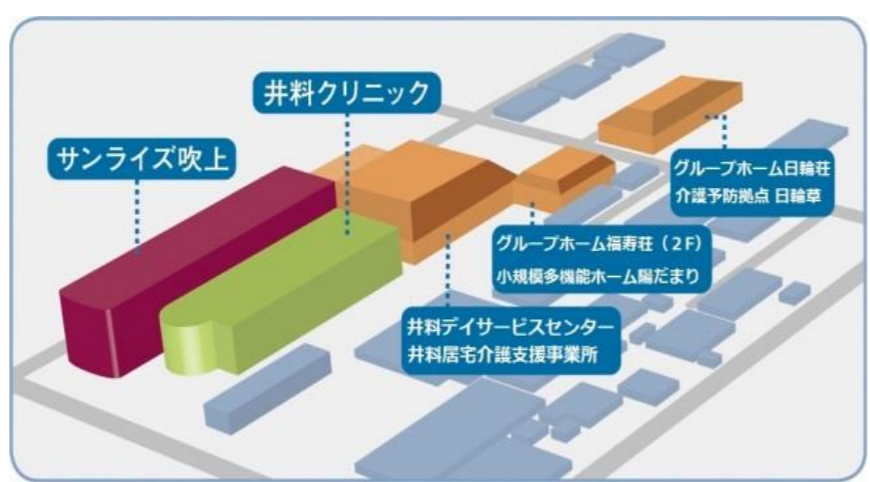 井料クリニック
サンライズ吹上
グループホーム日輪荘
介護予防拠点 日輪草
グループホーム福寿荘（2F）
小規模多機能ホーム陽だまり
井料デイサービスセンター
井料居宅介護支援事業所